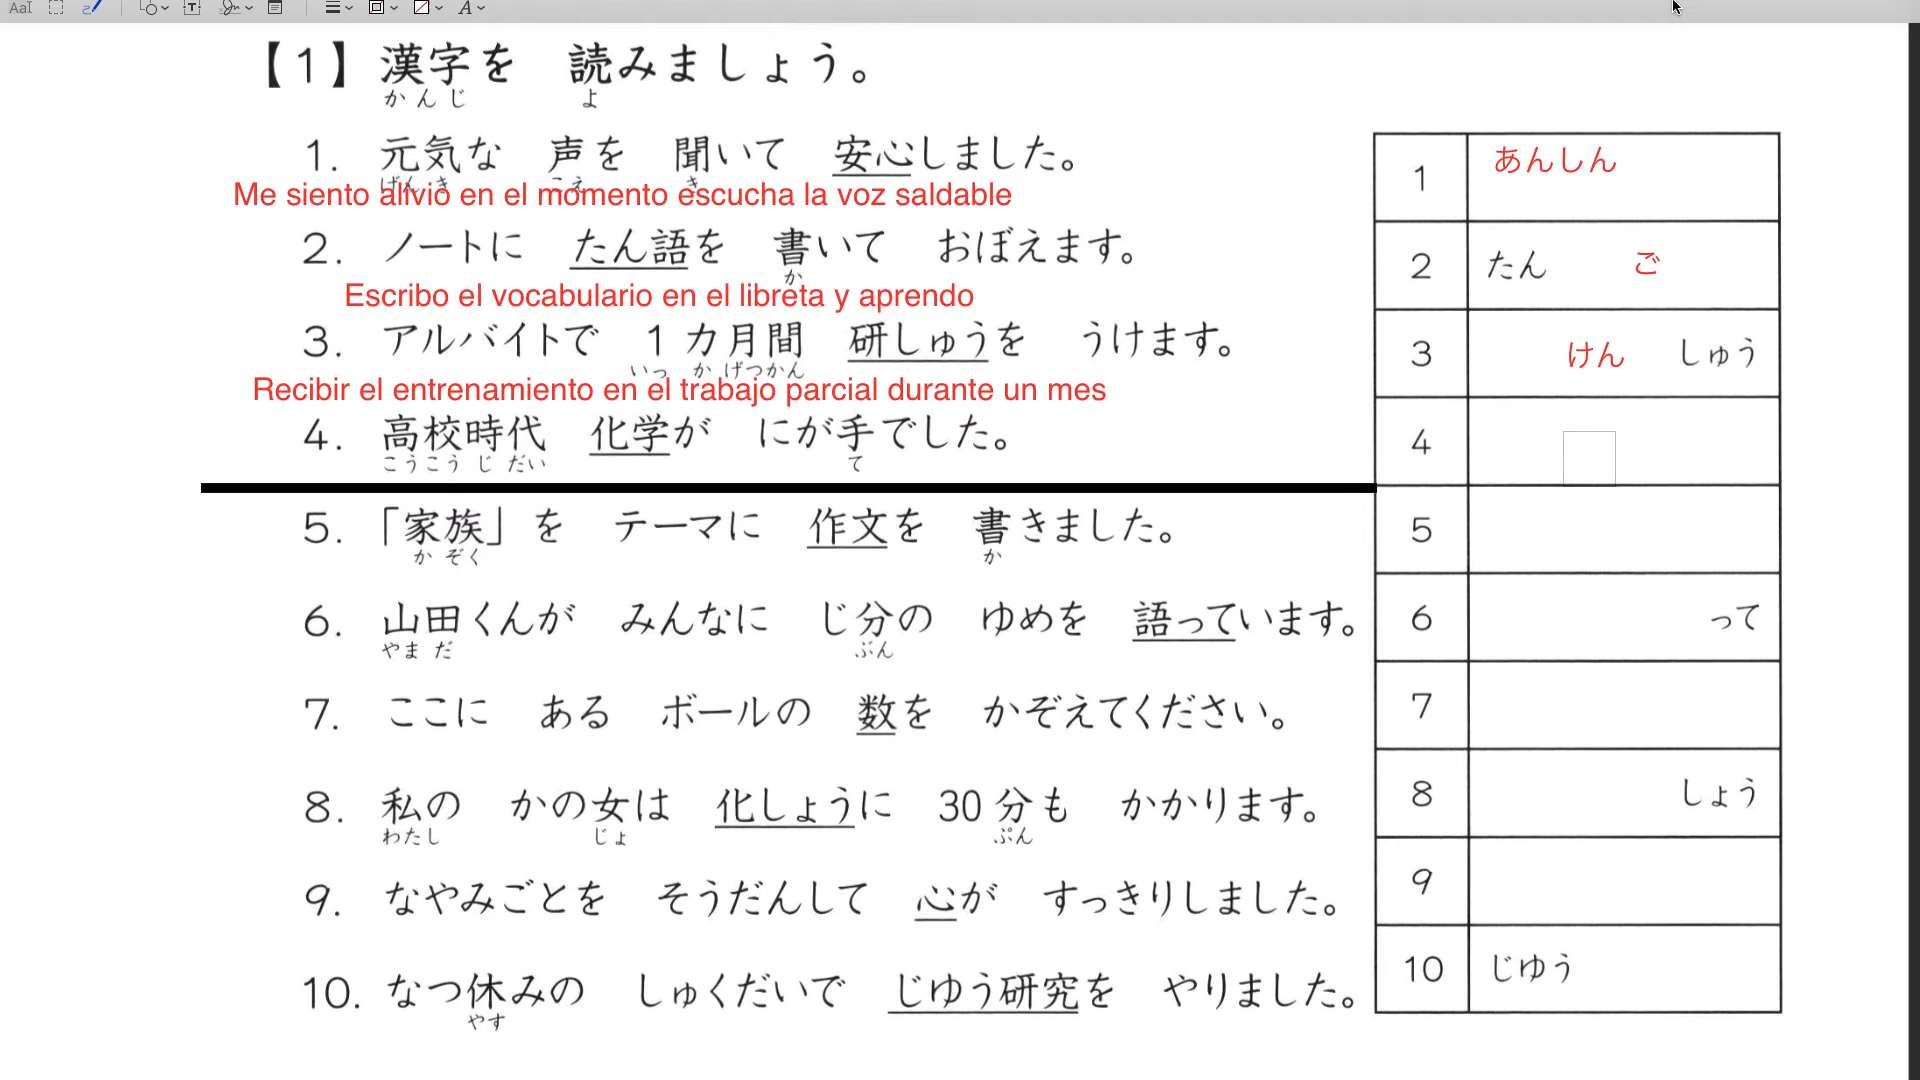 【1】漢字を 読みましょう。
かんじ よ
1. 元気な 声を 聞いて 安心しました。
げん き こえ き
Me siento alivio en el momento escucha la voz saldable
2. ノートに たん語を 書いて おぼえます。
か
Escribo el vocabulario en el libreta y aprendo
3. アルバイトで 1カ月間 研しゅうを うけます。
いっ か げつかん
Recibir el entrenamiento en el trabajo parcial durante un mes
4. 高校時代 化学が にが手でした。
こうこう じ だい て
5. 「家族」を テーマに 作文を 書きました。
か ぞく か
6. 山田くんが みんなに じ分の ゆめを 語っています。
やま だ ぶん
7. ここに ある ボールの 数を かぞえてください。
8. 私の かの女は 化しょうに 30分も かかります。
わたし じょ ぷん
9. なやみごとを そうだんして 心が すっきりしました。
10. なつ休みの しゅくだいで じゆう研究を やりました。
やす
1 あんしん
2 たん ご
3 けん しゅう
4
5
6 って
7
8 しょう
9
10 じゆう